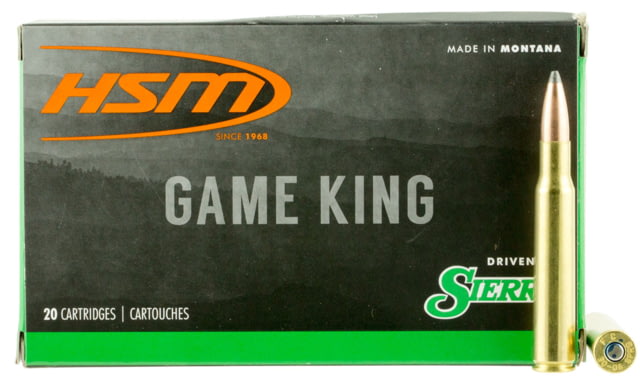 MADE IN MONTANA
HSM
SINCE 1968
GAME KING
DRIVEN
SIERR
20 CARTRIDGES | CARTOUCHES